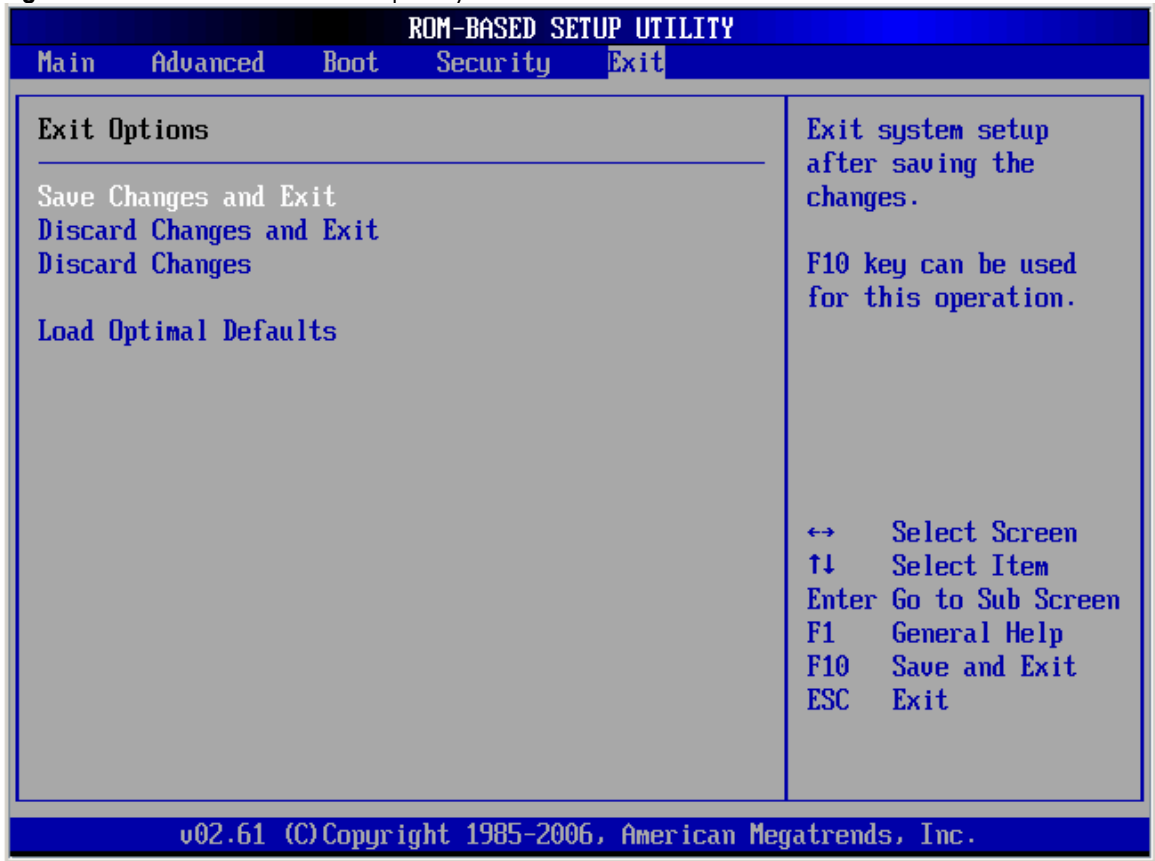 ROM-BASED SETUP UTILITY
Main Advanced Boot Security Exit
Exit Options
Save Changes and Exit
Discard Changes and Exit
Discard Changes
Load Optimal Defaults
Exit system setup
after saving the
changes.
F10 key can be used
for this operation.
↔ Select Screen
↑↓ Select Item
Enter Go to Sub Screen
F1 General Help
F10 Save and Exit
ESC Exit
v02.61 (C)Copyright 1985-2006, American Megatrends, Inc.